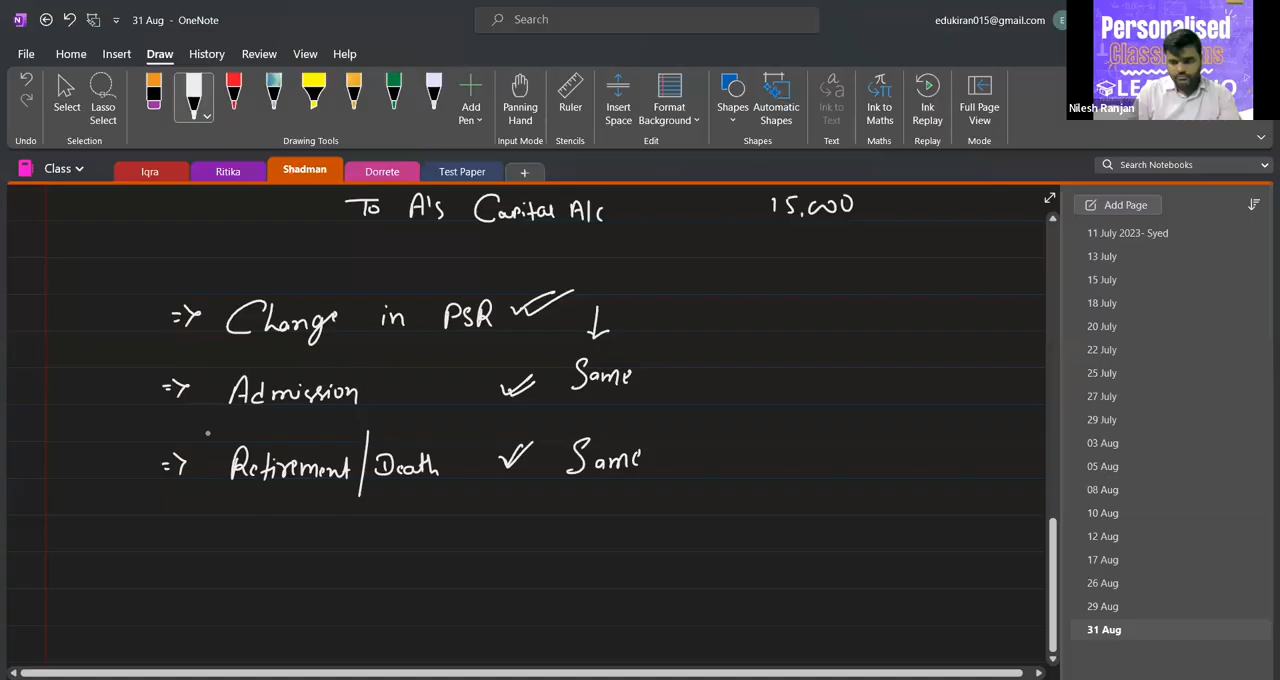 31 Aug - OneNote
Search
edukiran015@gmail.com
E
Personalised
Nilesh Ranjan
File Home Insert Draw History Review View Help
Undo
Select
Lasso Select
Selection
Drawing Tools
Add Pen
Panning Hand
Input Mode
Ruler
Stencils
Insert Space
Format Background
Edit
Shapes
Automatic Shapes
Shapes
Ink to Text
Text
Ink to Maths
Maths
Ink Replay
Replay
Full Page View
Mode
Class
Iqra
Ritika
Shadman
Dorrete
Test Paper
+
Search Notebooks
To A's Capital A/c 15,000
=> Change in PSR
=> Admission Same
=> Retirement/Death Same
Add Page
11 July 2023- Syed
13 July
15 July
18 July
20 July
22 July
25 July
27 July
29 July
03 Aug
05 Aug
08 Aug
10 Aug
12 Aug
17 Aug
26 Aug
29 Aug
31 Aug